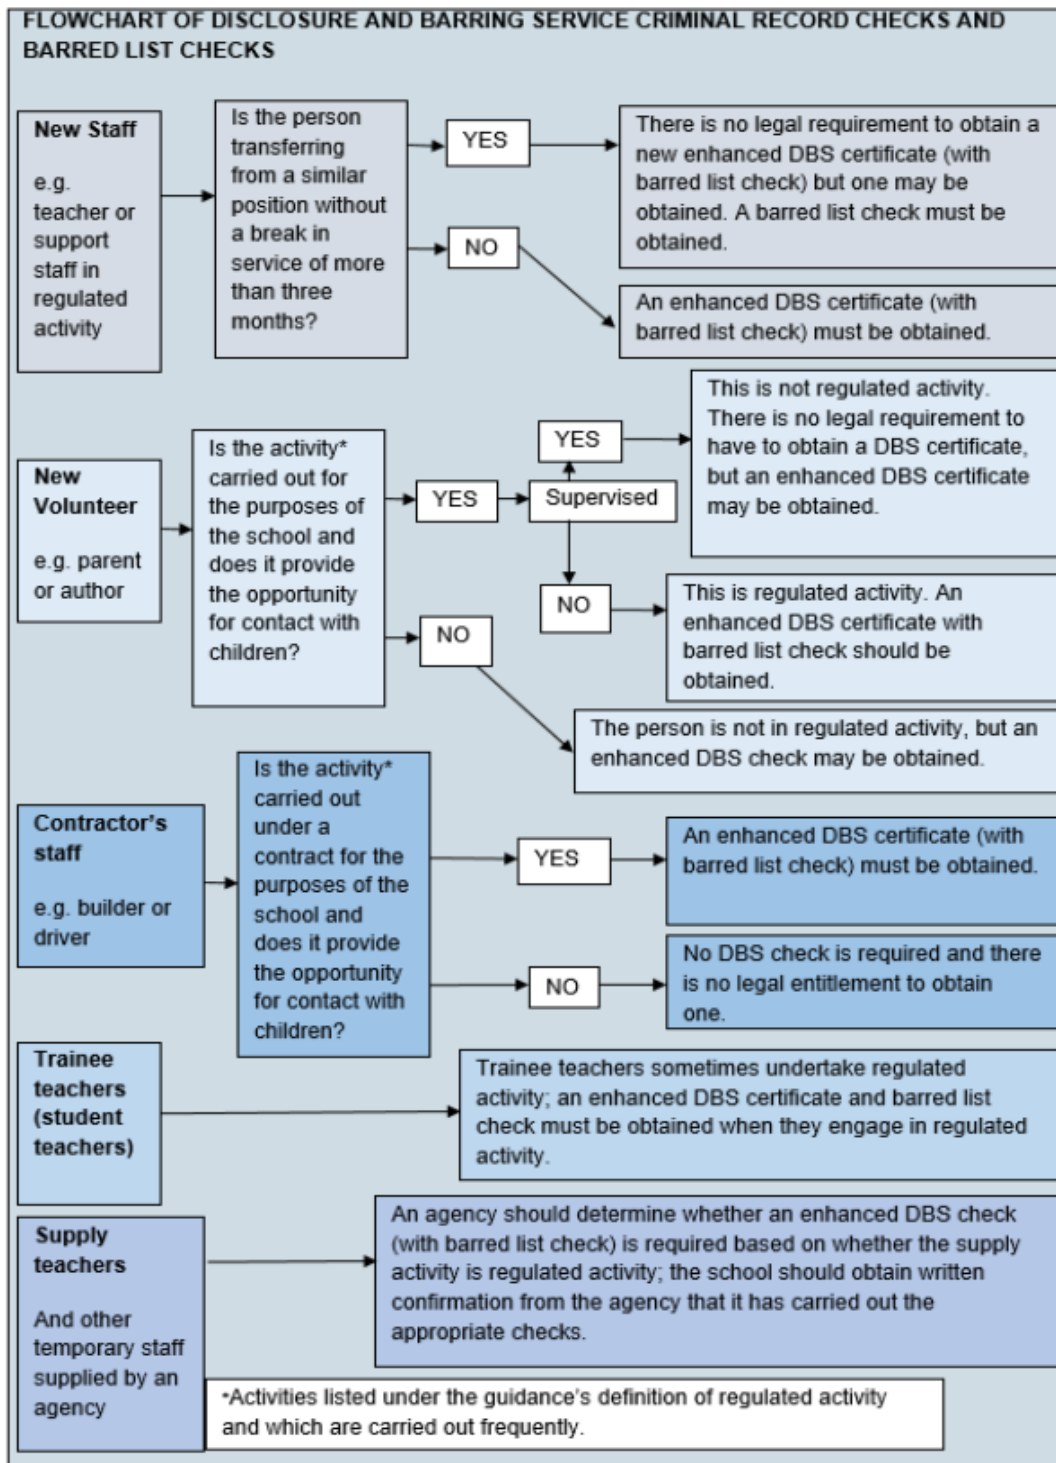 FLOWCHART OF DISCLOSURE AND BARRING SERVICE CRIMINAL RECORD CHECKS AND
BARRED LIST CHECKS
New Staff
e.g.
teacher or
support
staff in
regulated
activity
Is the person
transferring
from a similar
position without
a break in
service of more
than three
months?
YES
There is no legal requirement to obtain a
new enhanced DBS certificate (with
barred list check) but one may be
obtained. A barred list check must be
obtained.
NO
An enhanced DBS certificate (with
barred list check) must be obtained.
New
Volunteer
e.g. parent
or author
Is the activity*
carried out for
the purposes of
the school and
does it provide
the opportunity
for contact with
children?
YES
Supervised
YES
This is not regulated activity.
There is no legal requirement to
have to obtain a DBS certificate,
but an enhanced DBS certificate
may be obtained.
NO
This is regulated activity. An
enhanced DBS certificate with
barred list check should be
obtained.
NO
The person is not in regulated activity, but an
enhanced DBS check may be obtained.
Contractor's
staff
e.g. builder or
driver
Is the activity*
carried out
under a
contract for the
purposes of the
school and
does it provide
the opportunity
for contact with
children?
YES
An enhanced DBS certificate (with
barred list check) must be obtained.
NO
No DBS check is required and there
is no legal entitlement to obtain
one.
Trainee
teachers
(student
teachers)
Trainee teachers sometimes undertake regulated
activity; an enhanced DBS certificate and barred list
check must be obtained when they engage in regulated
activity.
Supply
teachers
And other
temporary staff
supplied by an
agency
An agency should determine whether an enhanced DBS check
(with barred list check) is required based on whether the supply
activity is regulated activity; the school should obtain written
confirmation from the agency that it has carried out the
appropriate checks.
*Activities listed under the guidance's definition of regulated activity
and which are carried out frequently.